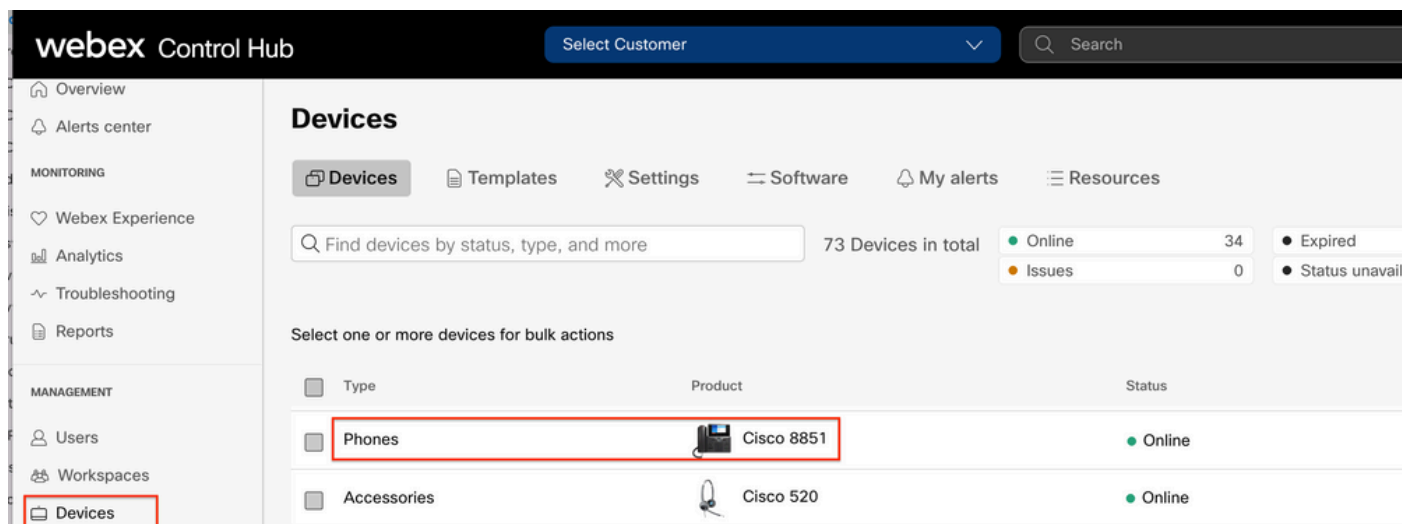 webex Control Hub
Select Customer
Search
Overview
Alerts center
MONITORING
Webex Experience
Analytics
Troubleshooting
Reports
MANAGEMENT
Users
Workspaces
Devices
Devices
Devices Templates Settings Software My alerts Resources
Find devices by status, type, and more
73 Devices in total
Online 34
Issues 0
Expired
Status unavail
Select one or more devices for bulk actions
Type Product Status
Phones Cisco 8851 Online
Accessories Cisco 520 Online